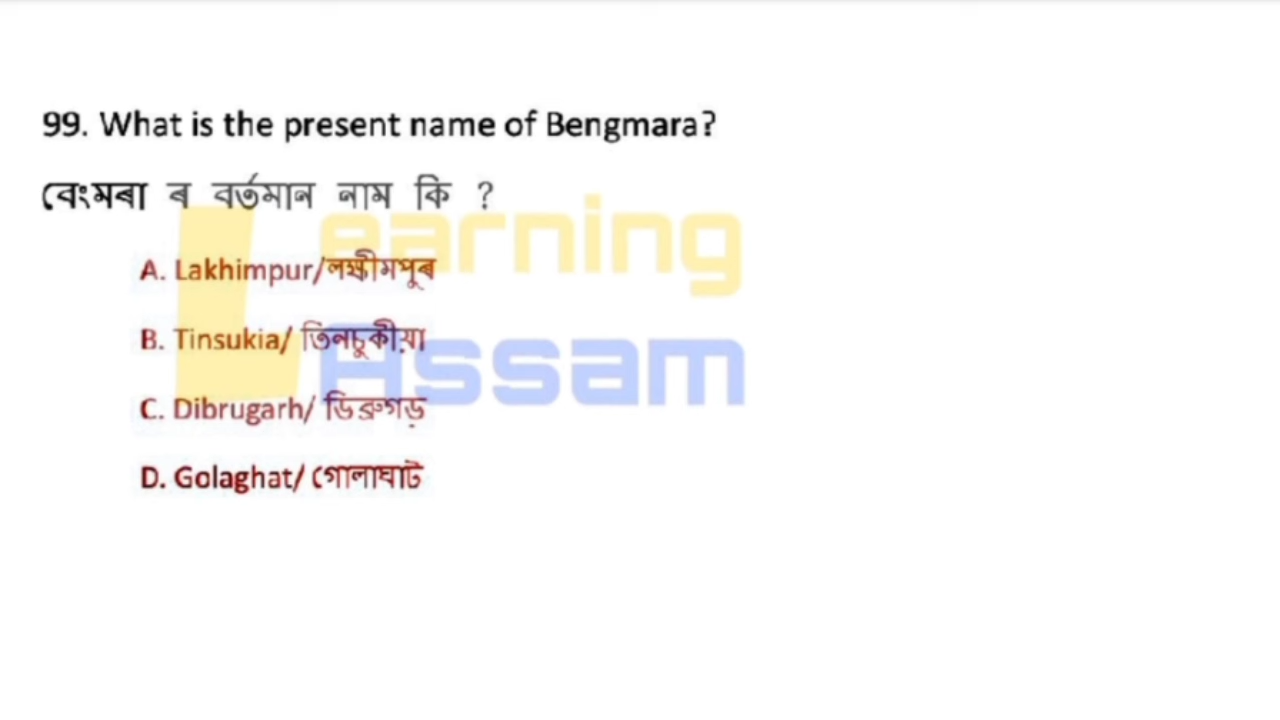 99. What is the present name of Bengmara?
বেংমৰা ৰ বৰ্তমান নাম কি ?
A. Lakhimpur/লক্ষীমপুৰ
B. Tinsukia/ তিনচুকীয়া
C. Dibrugarh/ ডিব্ৰুগড়
D. Golaghat/ গোলাঘাট
Learning
Assam